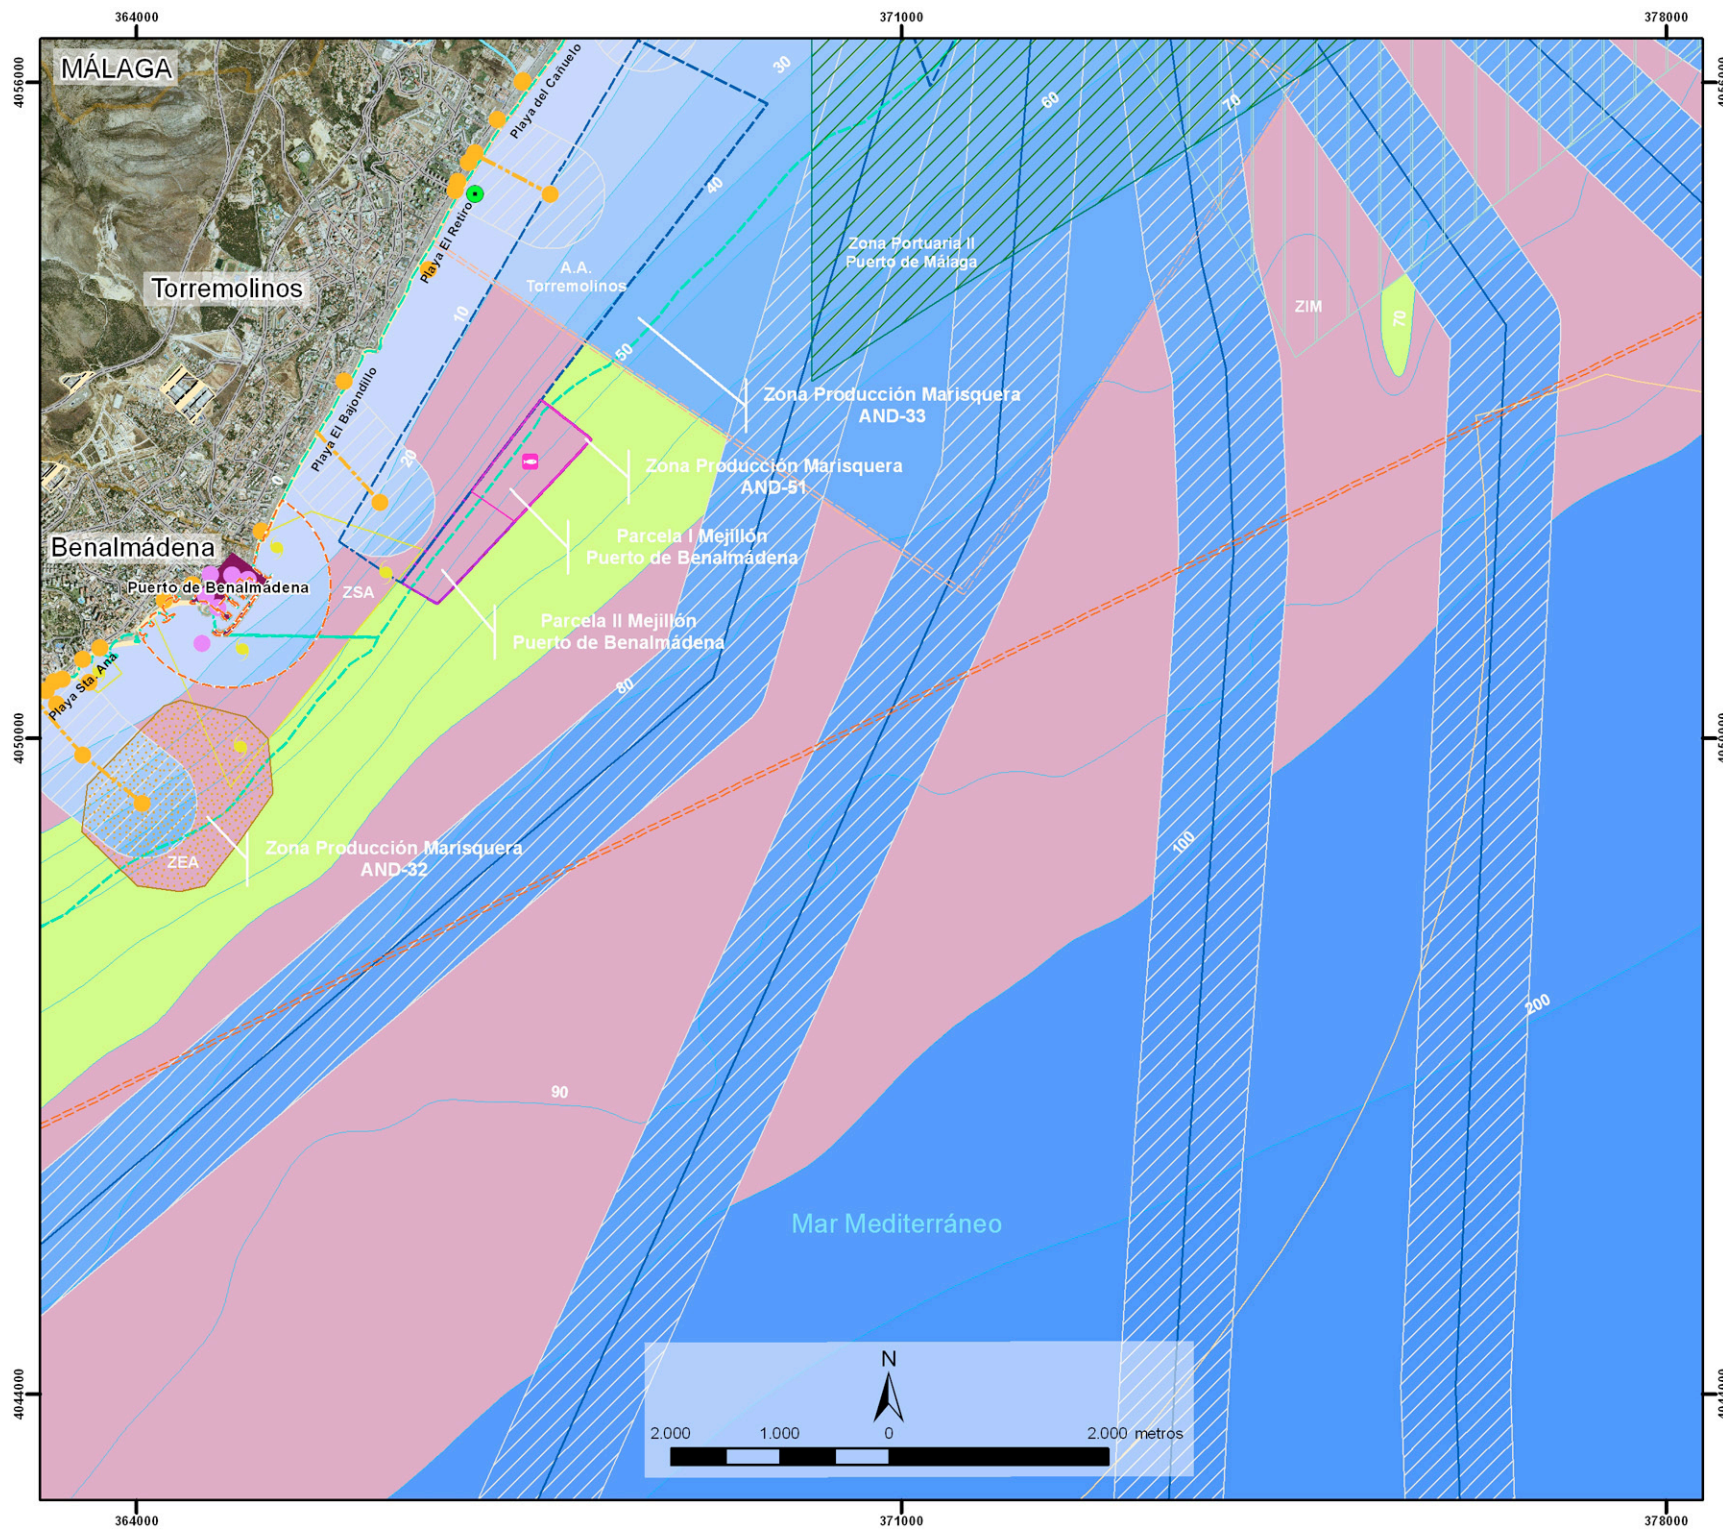 364000
371000
378000
4056000
MÁLAGA
Playa del Cañuelo
30
60
70
40
Torremolinos
Playa El Retiro
A.A.
Torremolinos
Zona Portuaria II
Puerto de Málaga
ZIM
70
10
50
Zona Producción Marisquera
AND-33
Playa El Bajondillo
20
0
Zona Producción Marisquera
AND-51
Benalmádena
Parcela I Mejillón
Puerto de Benalmádena
Puerto de Benalmádena
ZSA
Parcela II Mejillón
Puerto de Benalmádena
Playa Sta. Ana
80
4050000
4050000
100
Zona Producción Marisquera
AND-32
ZEA
200
90
Mar Mediterráneo
N
4044000
2.000
1.000
0
2.000 metros
364000
371000
378000